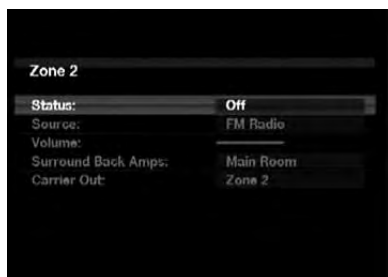 Zone 2
Status: Off
Source: FM Radio
Volume:
Surround Back Amps: Main Room
Carrier Out: Zone 2